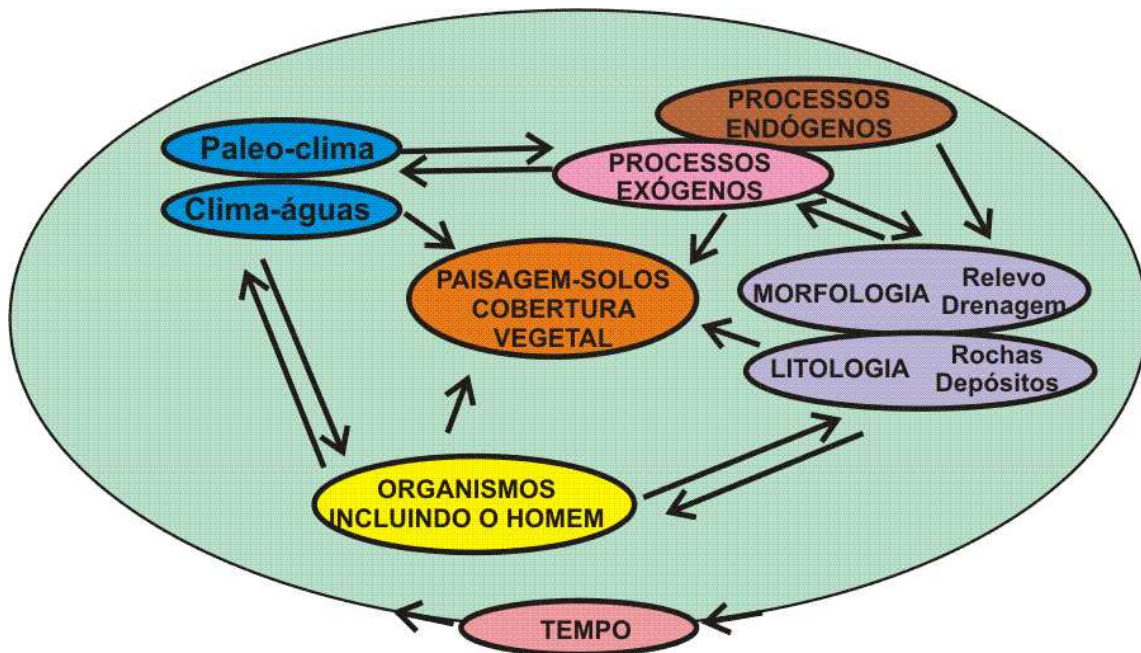 PROCESSOS
ENDÓGENOS
Paleo-clima
PROCESSOS
EXÓGENOS
Clima-águas
PAISAGEM-SOLOS
COBERTURA
VEGETAL
MORFOLOGIA Relevo
Drenagem
LITOLOGIA Rochas
Depósitos
ORGANISMOS
INCLUINDO O HOMEM
TEMPO